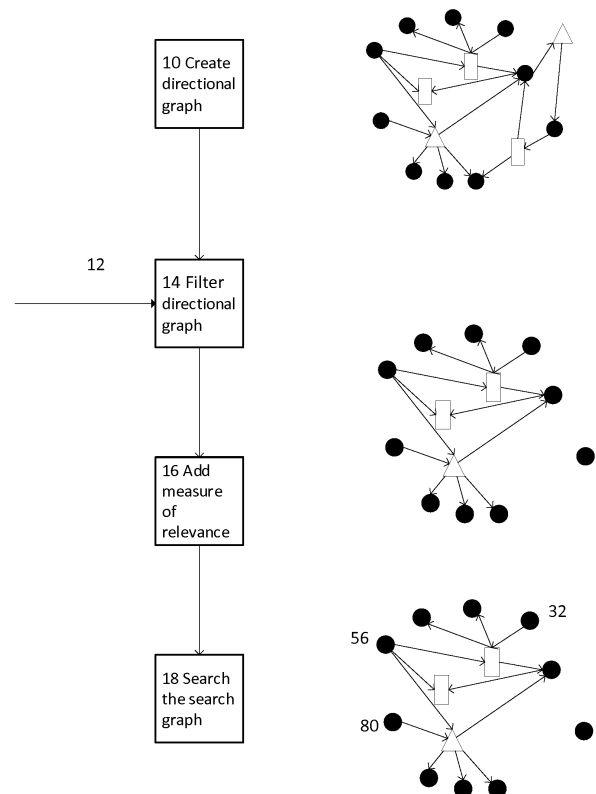 10 Create
directional
graph
12
14 Filter
directional
graph
16 Add
measure
of
relevance
18 Search
the search
graph
32
56
80